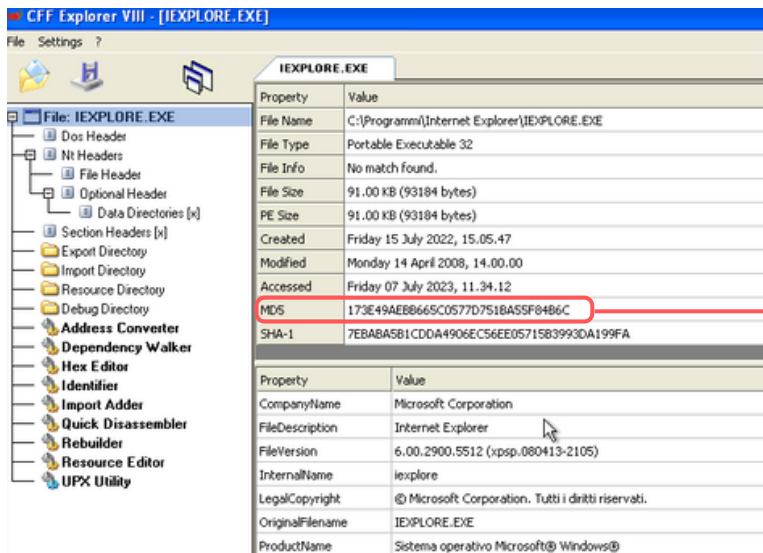 CFF Explorer VIII - [IEXPLORE.EXE]
File Settings ?
IEXPLORE.EXE
File: IEXPLORE.EXE
Dos Header
Nt Headers
File Header
Optional Header
Data Directories [x]
Section Headers [x]
Export Directory
Import Directory
Resource Directory
Debug Directory
Address Converter
Dependency Walker
Hex Editor
Identifier
Import Adder
Quick Disassembler
Rebuilder
Resource Editor
UPX Utility
Property Value
File Name C:\Programmi\Internet Explorer\IEXPLORE.EXE
File Type Portable Executable 32
File Info No match found.
File Size 91.00 KB (93184 bytes)
PE Size 91.00 KB (93184 bytes)
Created Friday 15 July 2022, 15.05.47
Modified Monday 14 April 2008, 14.00.00
Accessed Friday 07 July 2023, 11.34.12
MD5 173E49AEBB665C0577D751BA55F84B6C
SHA-1 7EBABA5B1CDDA4906EC56EE05715B3993DA199FA
Property Value
CompanyName Microsoft Corporation
FileDescription Internet Explorer
FileVersion 6.00.2900.5512 (xpsp.080413-2105)
InternalName iexplore
LegalCopyright © Microsoft Corporation. Tutti i diritti riservati.
OriginalFilename IEXPLORE.EXE
ProductName Sistema operativo Microsoft® Windows®